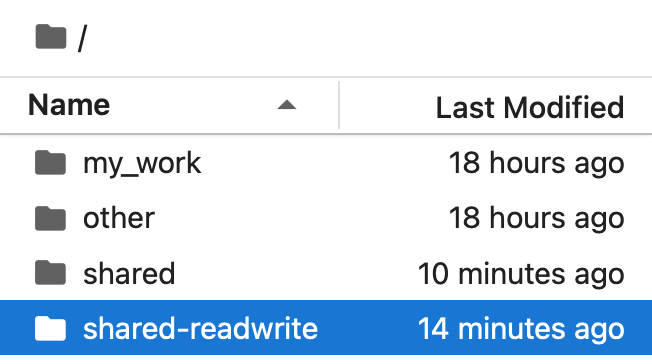 /
Name Last Modified
my_work 18 hours ago
other 18 hours ago
shared 10 minutes ago
shared-readwrite 14 minutes ago